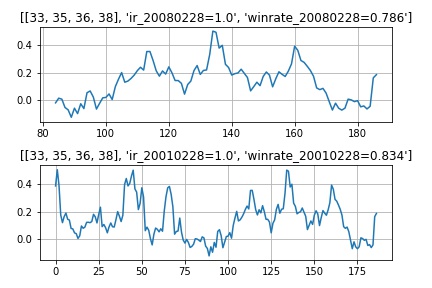 [[33, 35, 36, 38], 'ir_20080228=1.0', 'winrate_20080228=0.786']
0.4
0.2
0.0
80 100 120 140 160 180
[[33, 35, 36, 38], 'ir_20010228=1.0', 'winrate_20010228=0.834']
0.4
0.2
0.0
0 25 50 75 100 125 150 175